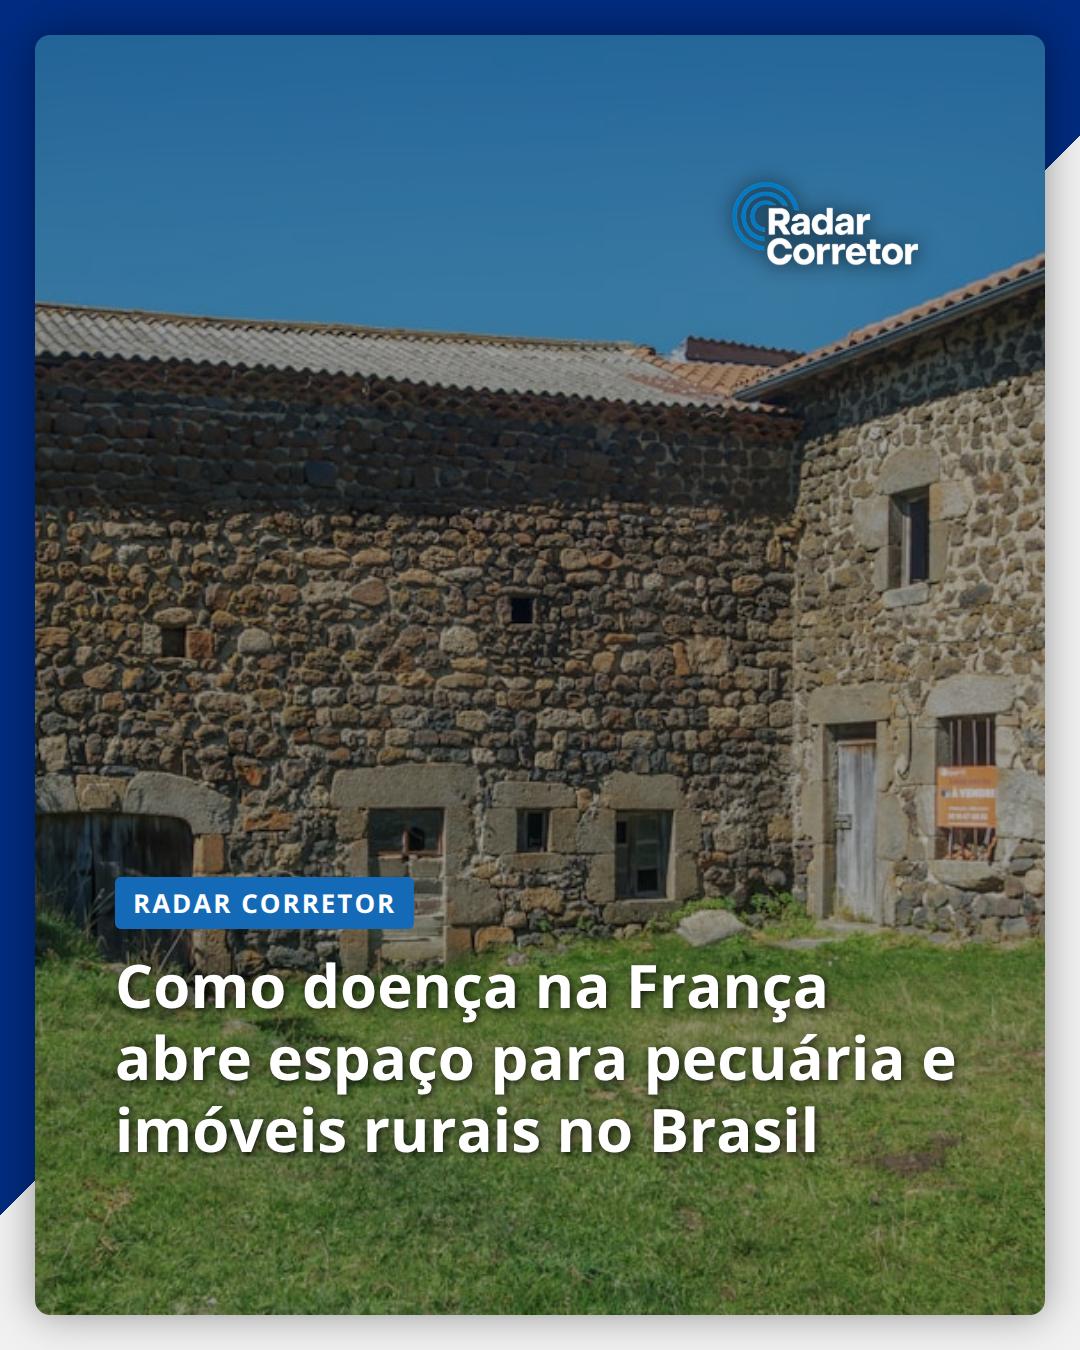 Radar
Corretor
À VENDRE
RADAR CORRETOR
Como doença na França
abre espaço para pecuária e
imóveis rurais no Brasil